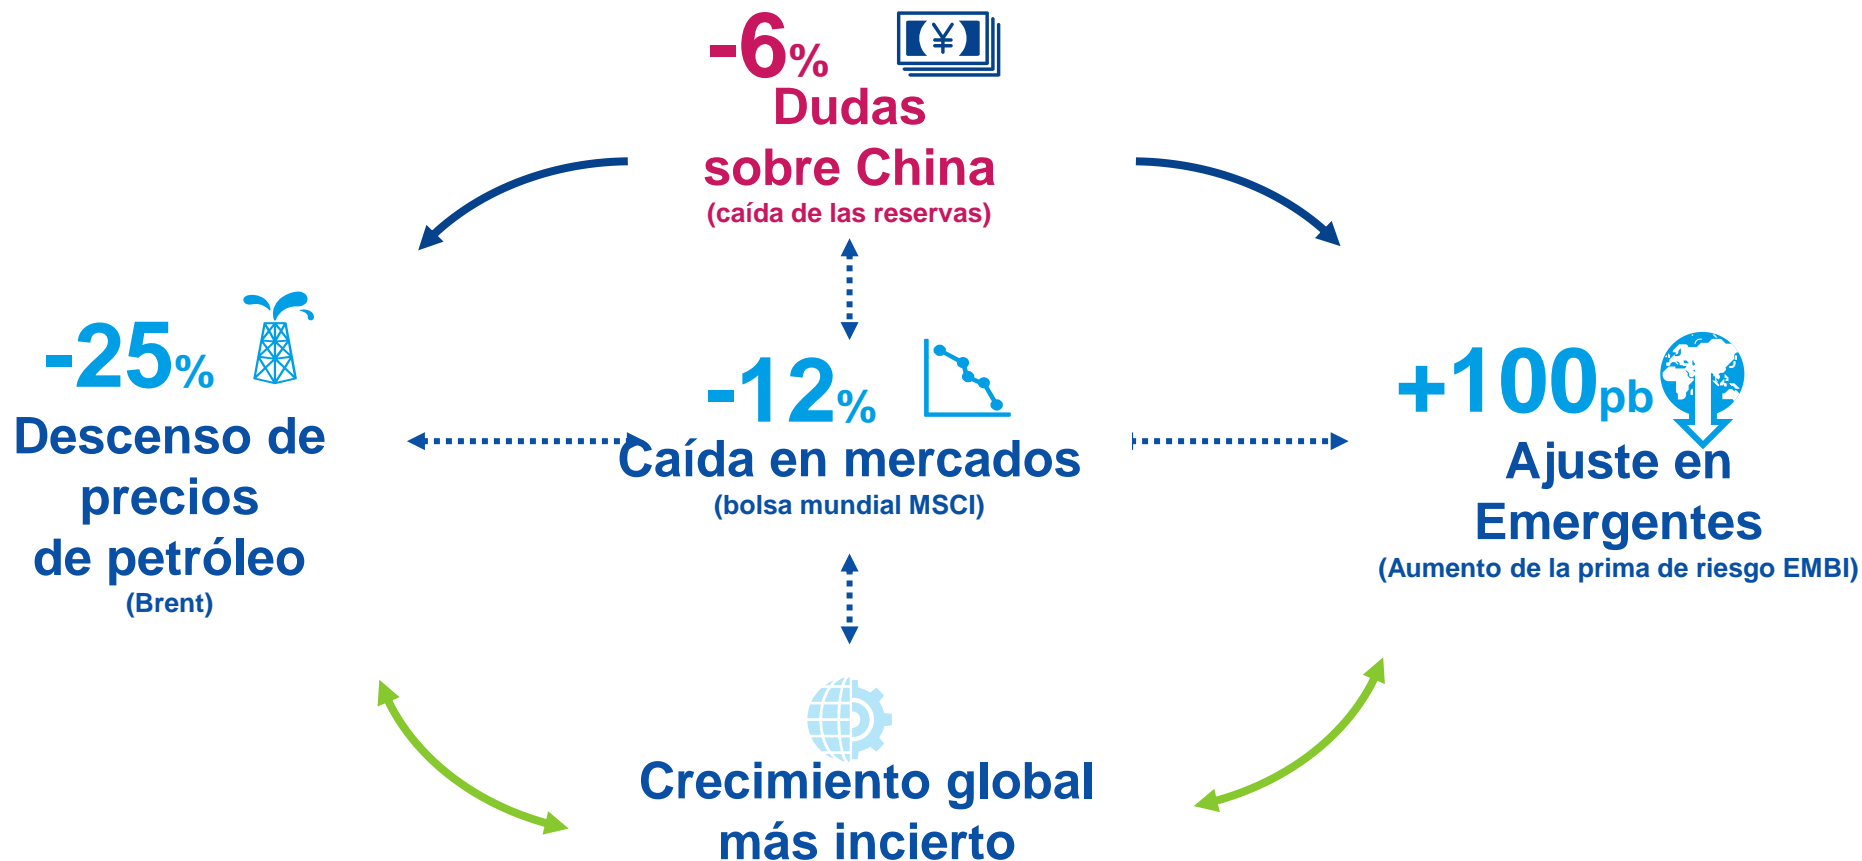 -6%
Dudas
sobre China
(caída de las reservas)
-25%
Descenso de
precios
de petróleo
(Brent)
-12%
Caída en mercados
(bolsa mundial MSCI)
+100pb
Ajuste en
Emergentes
(Aumento de la prima de riesgo EMBI)
Crecimiento global
más incierto